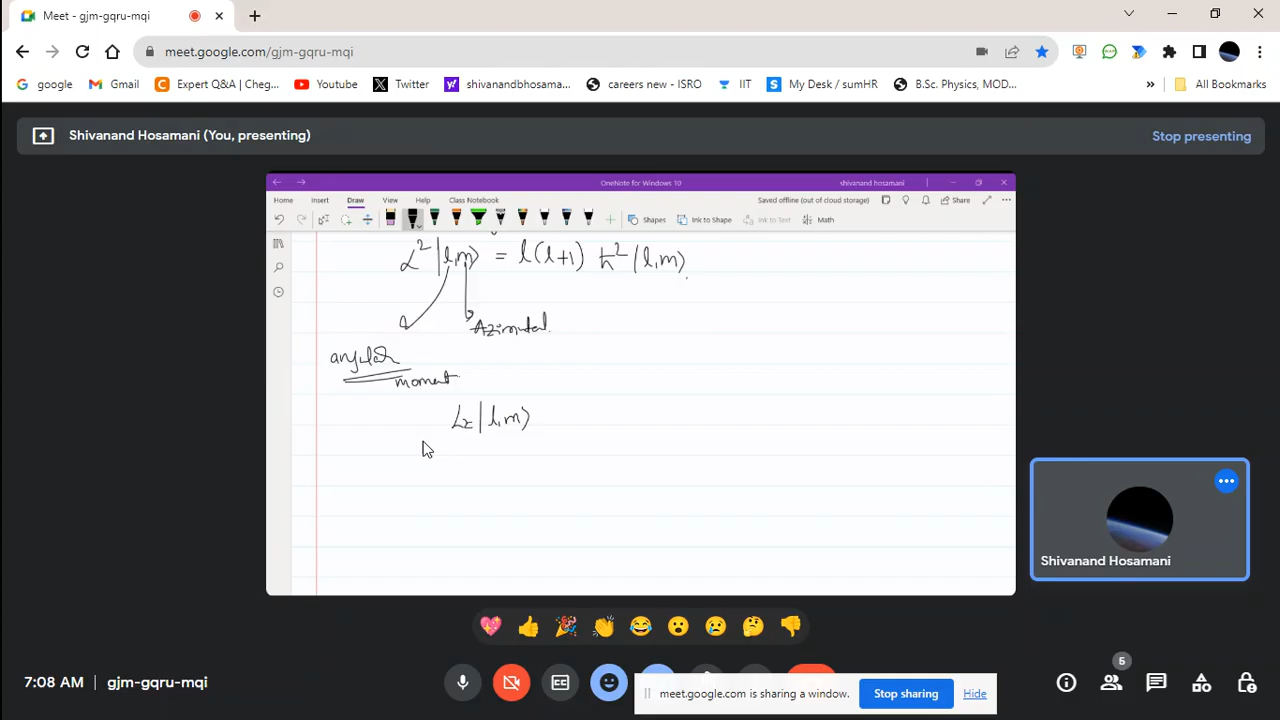 Meet - gjm-gqru-mqi
meet.google.com/gjm-gqru-mqi
google Gmail Expert Q&A | Cheg... Youtube Twitter shivanandbhosama... careers new - ISRO IIT My Desk / sumHR B.Sc. Physics, MOD... » All Bookmarks
Shivanand Hosamani (You, presenting) Stop presenting
OneNote for Windows 10 shivanand hosamani
Home Insert Draw View Help Class Notebook Saved offline (out of cloud storage) Share
Shapes Ink to Shape Ink to Text Math
L² |l,m⟩ = l(l+1) ħ² |l,m⟩.
Azimutal.
angular
moment
|l,m⟩
Shivanand Hosamani
5
7:08 AM | gjm-gqru-mqi
meet.google.com is sharing a window. Stop sharing Hide